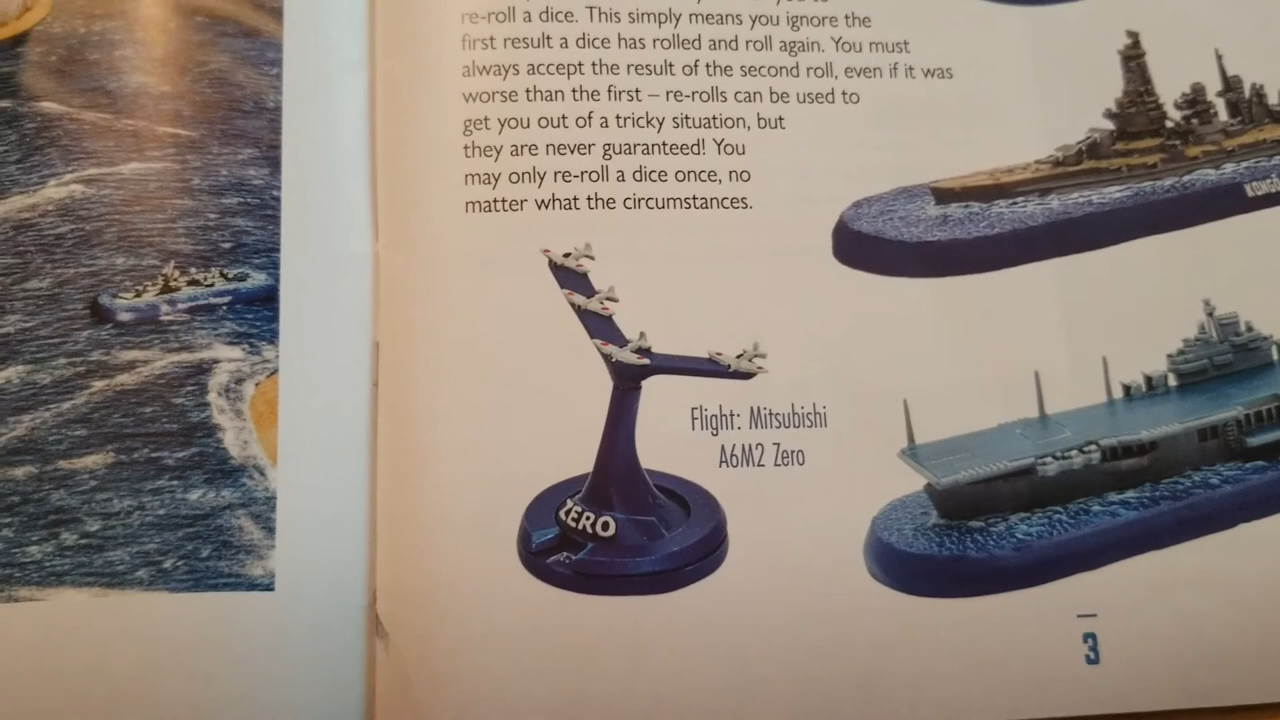 re-roll a dice. This simply means you ignore the
first result a dice has rolled and roll again. You must
always accept the result of the second roll, even if it was
worse than the first – re-rolls can be used to
get you out of a tricky situation, but
they are never guaranteed! You
may only re-roll a dice once, no
matter what the circumstances.
Flight: Mitsubishi
A6M2 Zero
ZERO
3